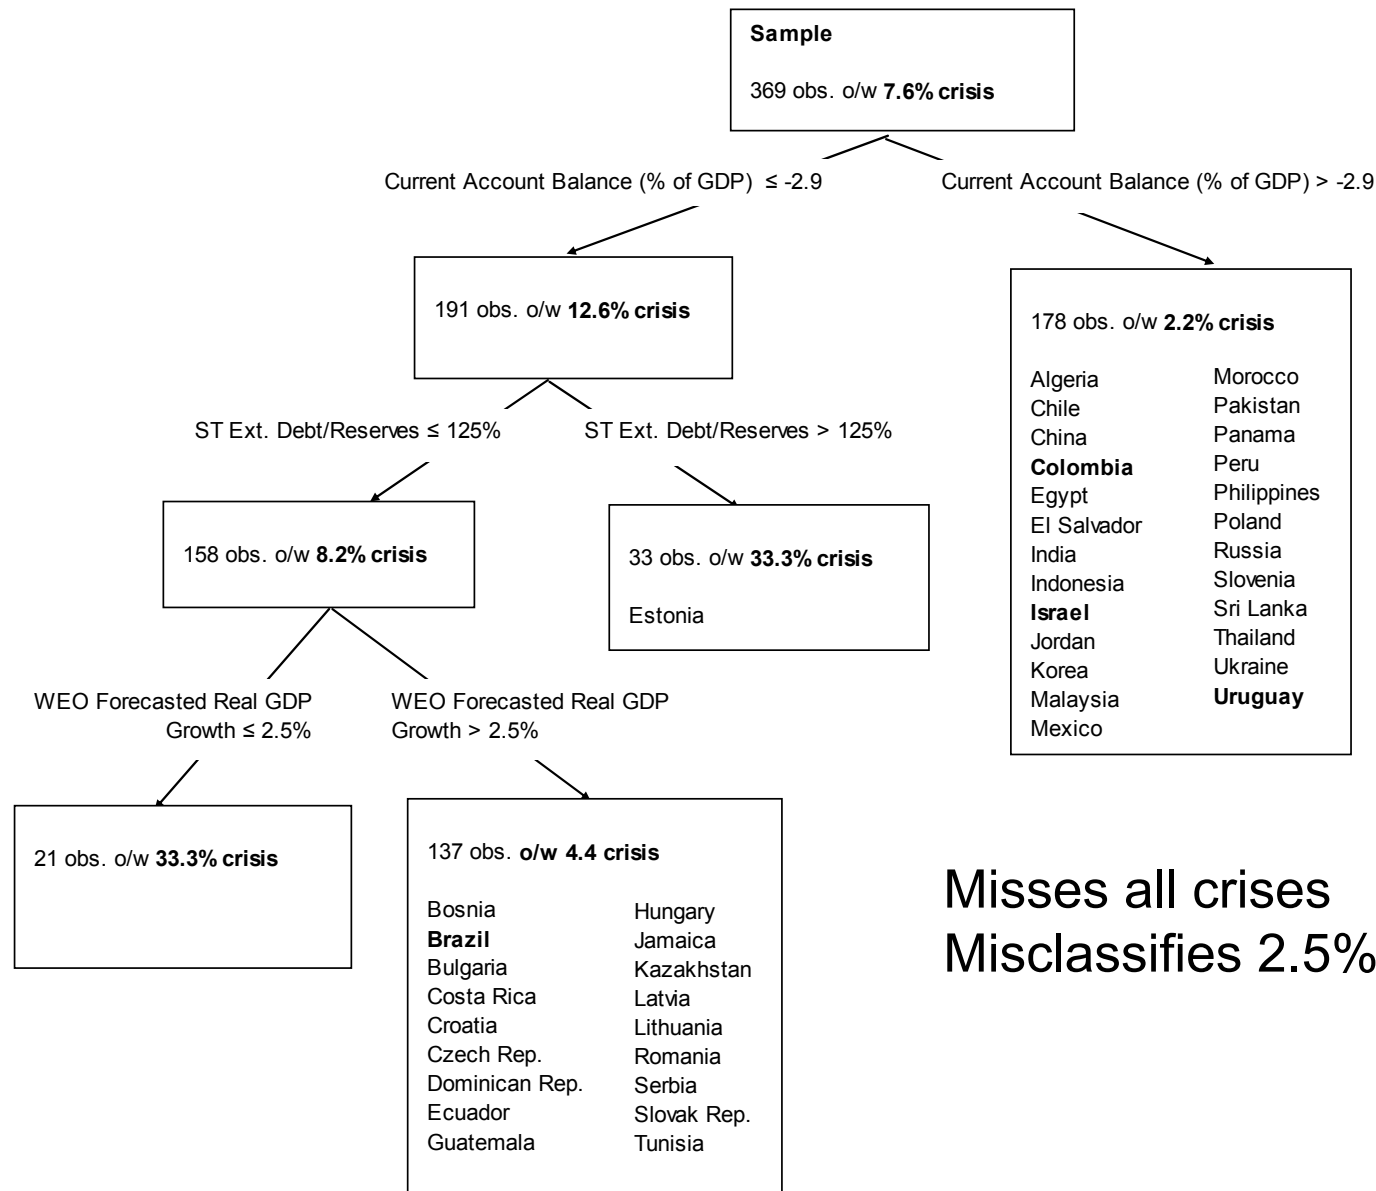 Sample
369 obs. o/w 7.6% crisis
Current Account Balance (% of GDP) ≤ -2.9
Current Account Balance (% of GDP) > -2.9
191 obs. o/w 12.6% crisis
178 obs. o/w 2.2% crisis
Algeria
Chile
China
Colombia
Egypt
El Salvador
India
Indonesia
Israel
Jordan
Korea
Malaysia
Mexico
Morocco
Pakistan
Panama
Peru
Philippines
Poland
Russia
Slovenia
Sri Lanka
Thailand
Ukraine
Uruguay
ST Ext. Debt/Reserves ≤ 125%
ST Ext. Debt/Reserves > 125%
158 obs. o/w 8.2% crisis
33 obs. o/w 33.3% crisis
Estonia
WEO Forecasted Real GDP
Growth ≤ 2.5%
WEO Forecasted Real GDP
Growth > 2.5%
21 obs. o/w 33.3% crisis
137 obs. o/w 4.4 crisis
Bosnia
Brazil
Bulgaria
Costa Rica
Croatia
Czech Rep.
Dominican Rep.
Ecuador
Guatemala
Hungary
Jamaica
Kazakhstan
Latvia
Lithuania
Romania
Serbia
Slovak Rep.
Tunisia
Misses all crises
Misclassifies 2.5%